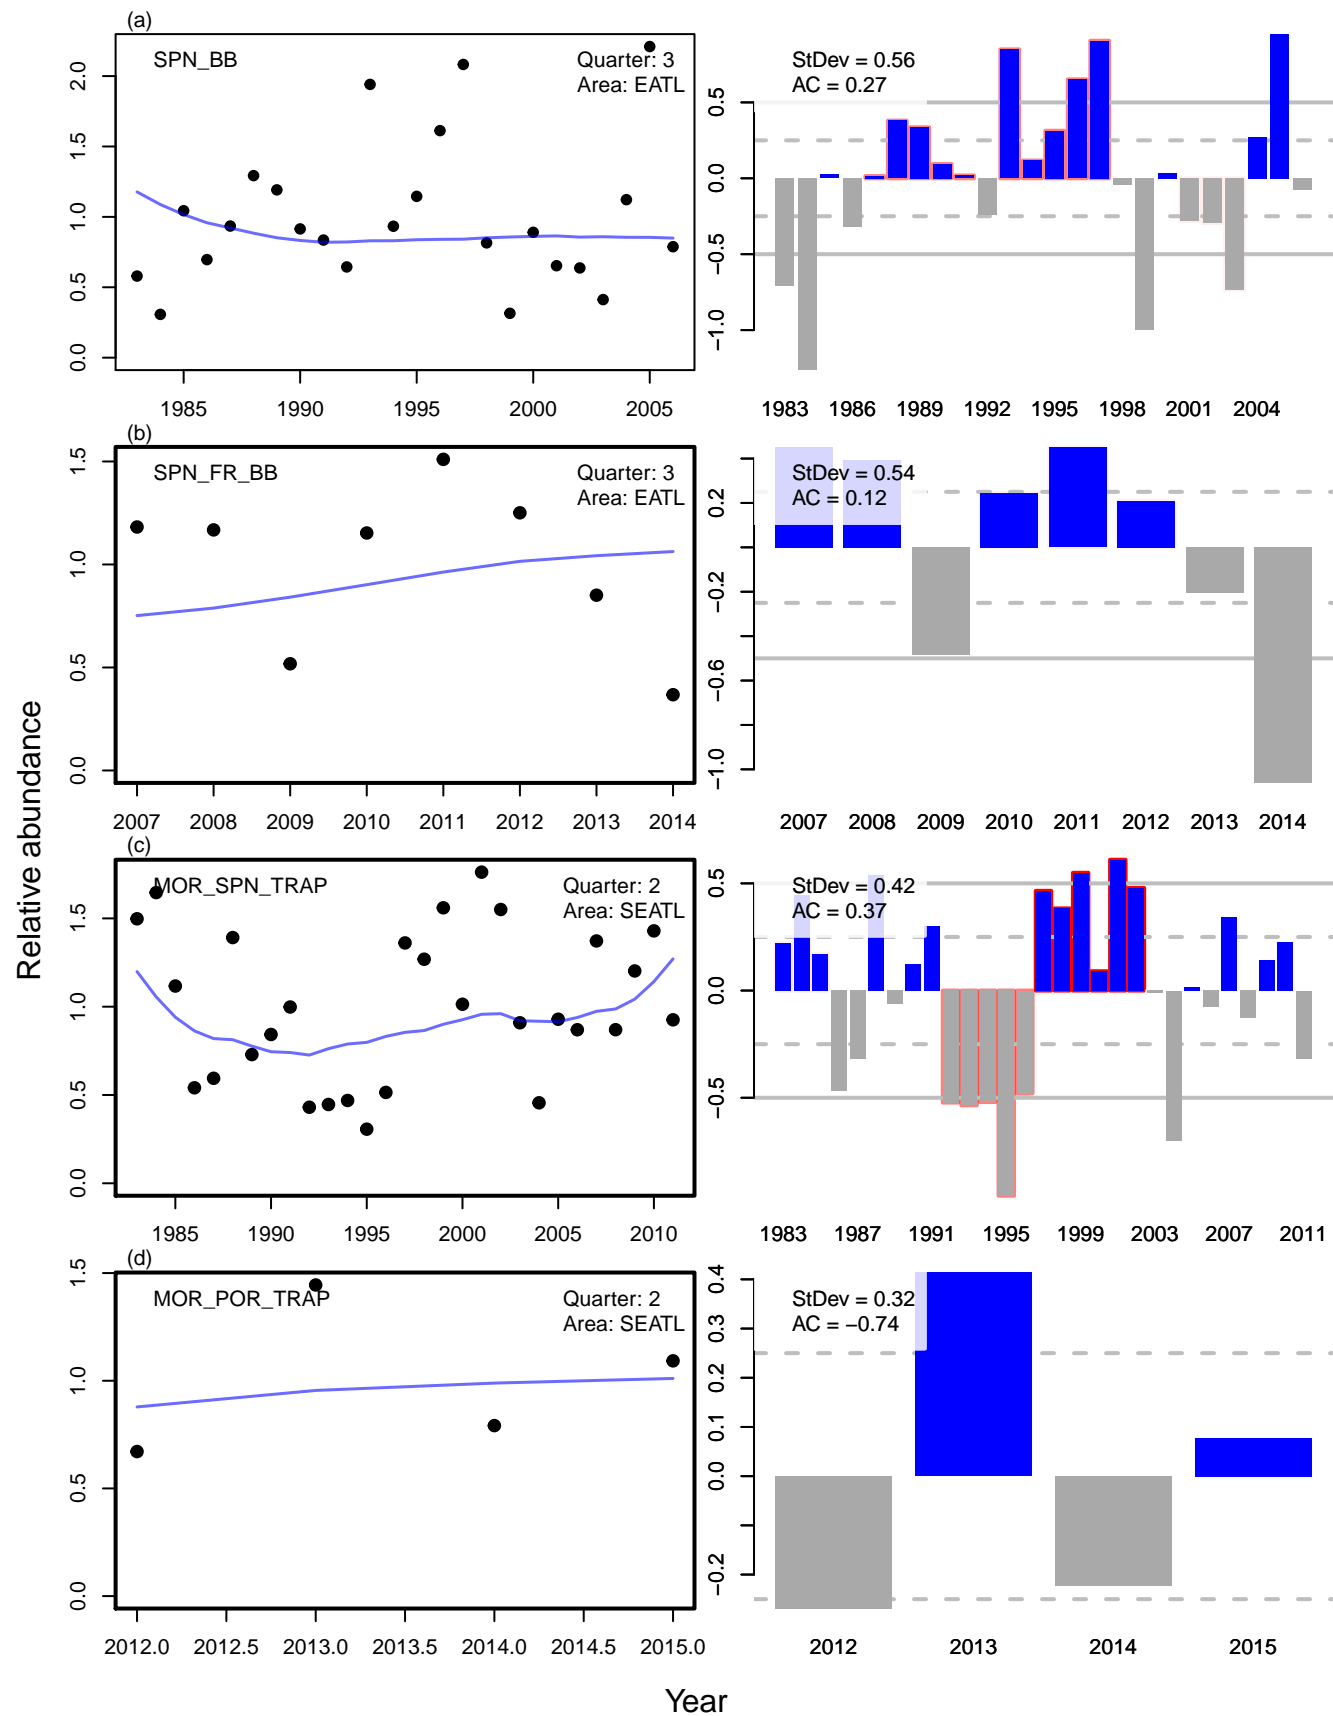 (a)
SPN_BB
Quarter: 3
Area: EATL
0.0 0.5 1.0 1.5 2.0
1985 1990 1995 2000 2005
StDev = 0.56
AC = 0.27
−1.0 −0.5 0.0 0.5
1983 1986 1989 1992 1995 1998 2001 2004
(b)
SPN_FR_BB
Quarter: 3
Area: EATL
0.0 0.5 1.0 1.5
2007 2008 2009 2010 2011 2012 2013 2014
StDev = 0.54
AC = 0.12
−1.0 −0.6 −0.2 0.2
2007 2008 2009 2010 2011 2012 2013 2014
(c)
MOR_SPN_TRAP
Quarter: 2
Area: SEATL
0.0 0.5 1.0 1.5
1985 1990 1995 2000 2005 2010
StDev = 0.42
AC = 0.37
−0.5 0.0 0.5
1983 1987 1991 1995 1999 2003 2007 2011
(d)
MOR_POR_TRAP
Quarter: 2
Area: SEATL
0.0 0.5 1.0 1.5
2012.0 2012.5 2013.0 2013.5 2014.0 2014.5 2015.0
StDev = 0.32
AC = −0.74
−0.2 0.0 0.1 0.2 0.3 0.4
2012 2013 2014 2015
Relative abundance
Year